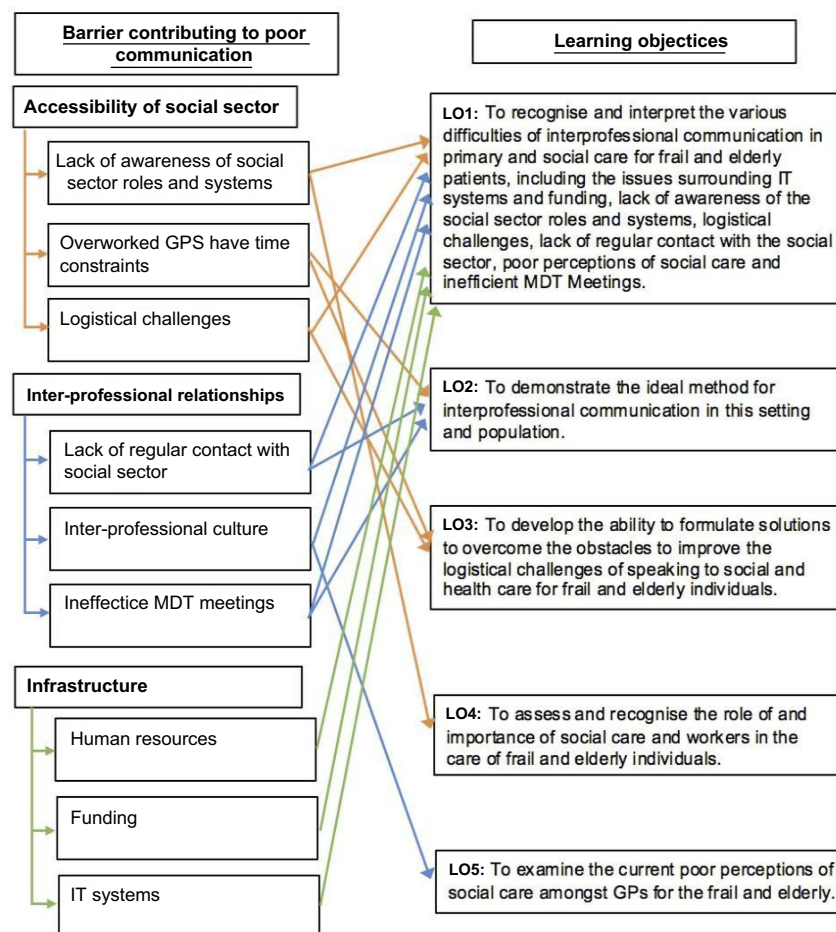 Barrier contributing to poor
communication
Accessibility of social sector
Lack of awareness of social
sector roles and systems
Overworked GPS have time
constraints
Logistical challenges
Inter-professional relationships
Lack of regular contact with
social sector
Inter-professional culture
Ineffectice MDT meetings
Infrastructure
Human resources
Funding
IT systems
Learning objectices
LO1: To recognise and interpret the various
difficulties of interprofessional communication in
primary and social care for frail and elderly
patients, including the issues surrounding IT
systems and funding, lack of awareness of the
social sector roles and systems, logistical
challenges, lack of regular contact with the social
sector, poor perceptions of social care and
inefficient MDT Meetings.
LO2: To demonstrate the ideal method for
interprofessional communication in this setting
and population.
LO3: To develop the ability to formulate solutions
to overcome the obstacles to improve the
logistical challenges of speaking to social and
health care for frail and elderly individuals.
LO4: To assess and recognise the role of and
importance of social care and workers in the
care of frail and elderly individuals.
LO5: To examine the current poor perceptions of
social care amongst GPs for the frail and elderly.